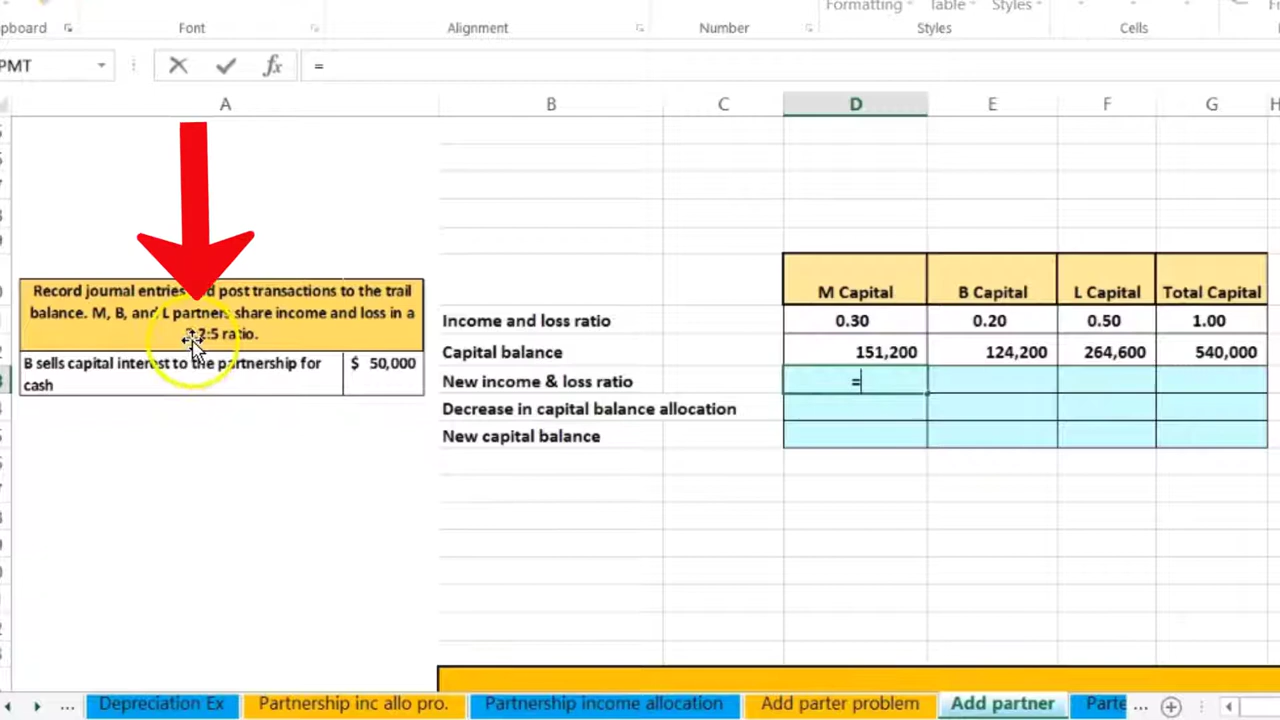 Formatting Table Styles
Font Alignment Number Styles Cells
PMT =
A B C D E F G H
Record journal entries post transactions to the trail
balance. M, B, and L partners share income and loss in a
2:5 ratio.
B sells capital interest to the partnership for
cash
$ 50,000
M Capital B Capital L Capital Total Capital
Income and loss ratio 0.30 0.20 0.50 1.00
Capital balance 151,200 124,200 264,600 540,000
New income & loss ratio =
Decrease in capital balance allocation
New capital balance
... Depreciation Ex Partnership inc allo pro. Partnership income allocation Add parter problem Add partner Parte ...